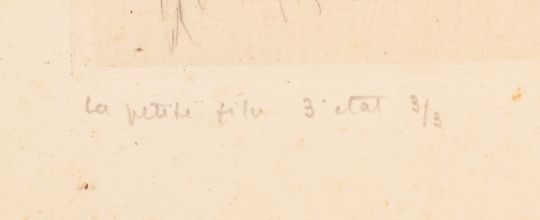 la petite fille 3e état 3/3